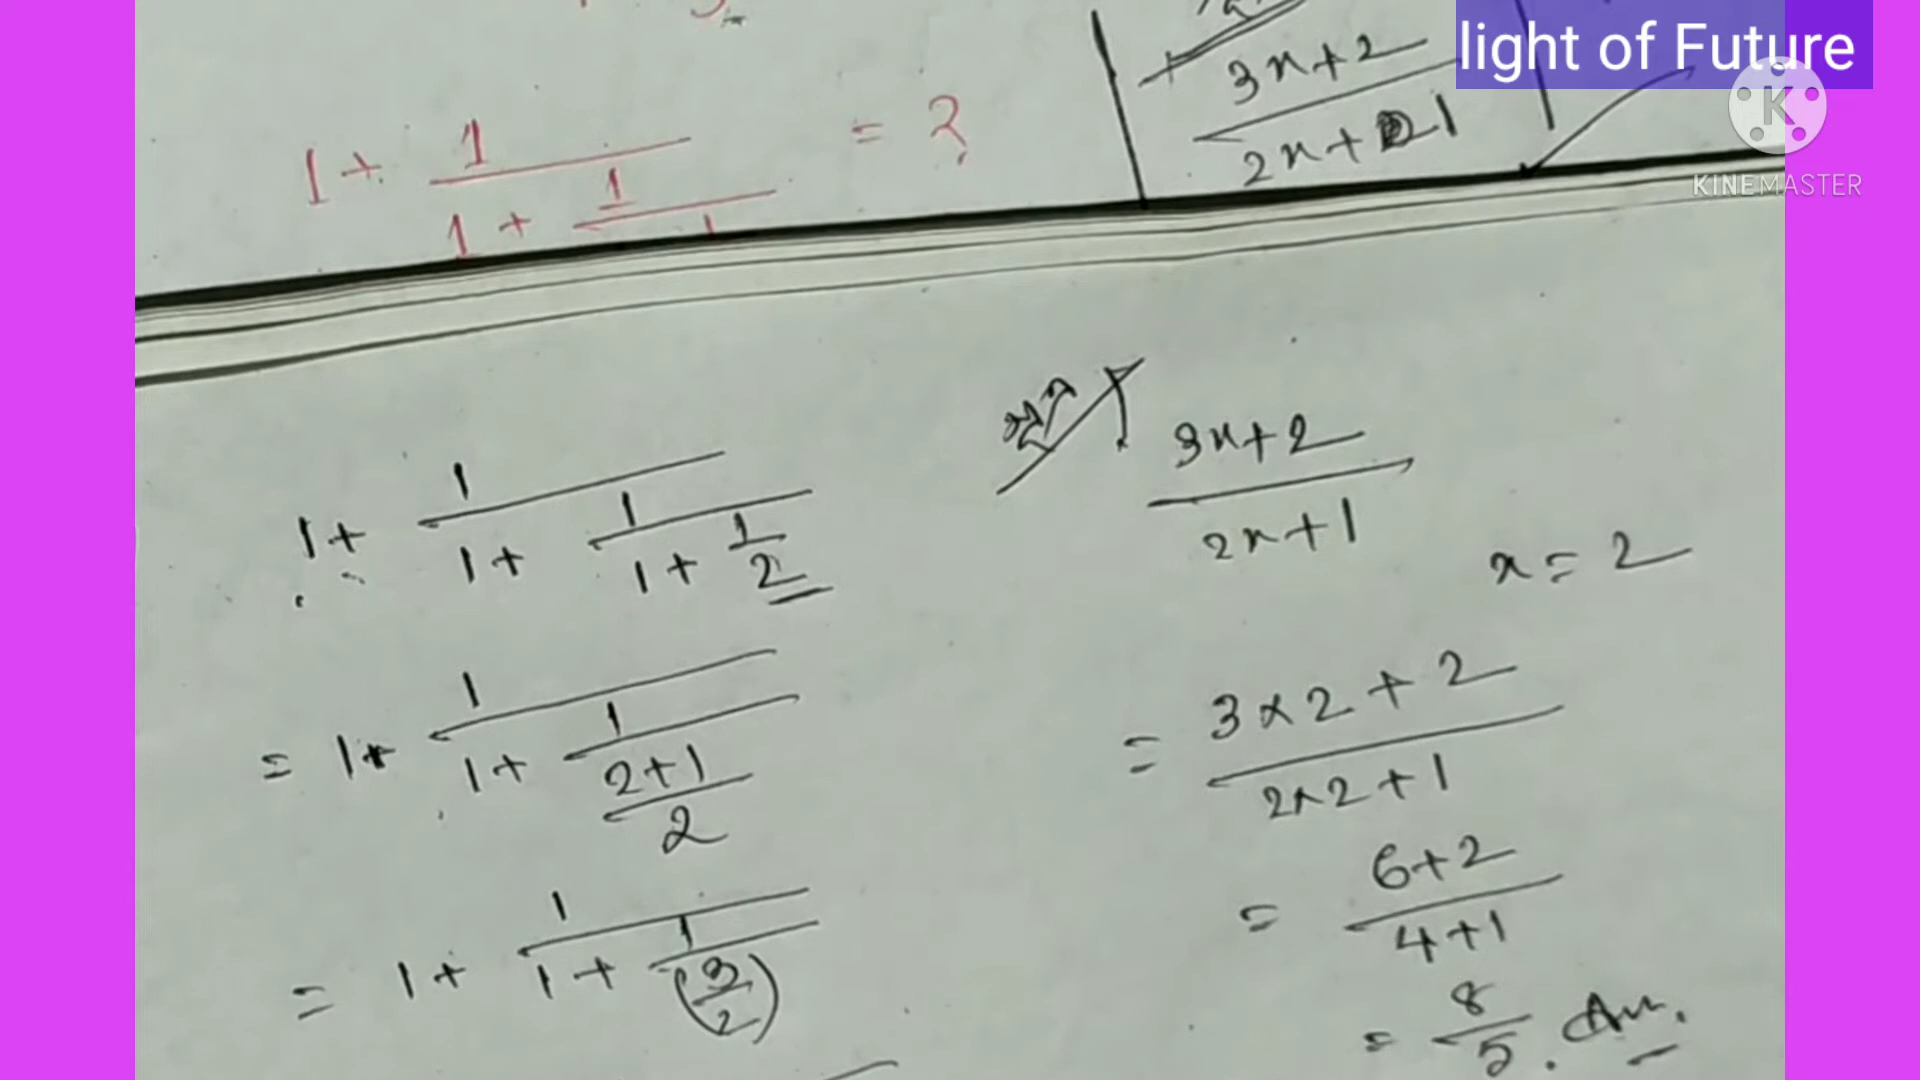 light of Future
KINEMASTER
1 + 1 / 1 + 1 / 1 = ?
3x+2 / 2x+1
1 + 1 / 1 + 1 / 1 + 1/2
3x+2 / 2x+1
x = 2
= 1 + 1 / 1 + 1 / 2+1 / 2
= 3×2+2 / 2×2+1
= 1 + 1 / 1 + 1 / (3/2)
= 6+2 / 4+1
= 8/5. An.